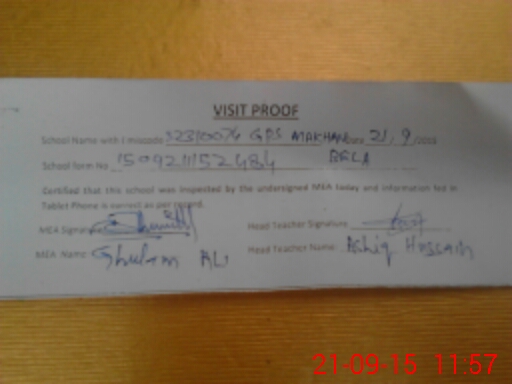 VISIT PROOF
School Name with Emiscode 32310076 GPS MAKHAN Date 21, 9/2015
School form No 1509211152484 BELA
Certified that this school was inspected by the undersigned MEA today and information fed in
Tablet Phone is correct as per record.
MEA Signature Head Teacher Signature
MEA Name: Ghulam Ali Head Teacher Name: Ashiq Hussain
21-09-15 11:57